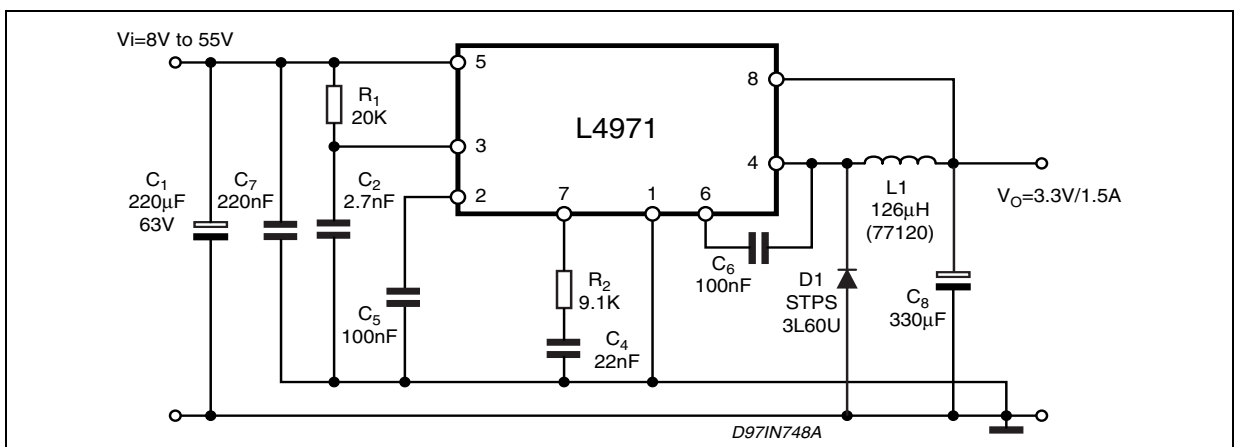 Vi=8V to 55V
5
8
R1
20K
L4971
3
4
C1
220µF
63V
C7
220nF
C2
2.7nF
2
7
1
6
L1
126µH
(77120)
VO=3.3V/1.5A
C6
100nF
R2
9.1K
D1
STPS
3L60U
C8
330µF
C5
100nF
C4
22nF
D97IN748A